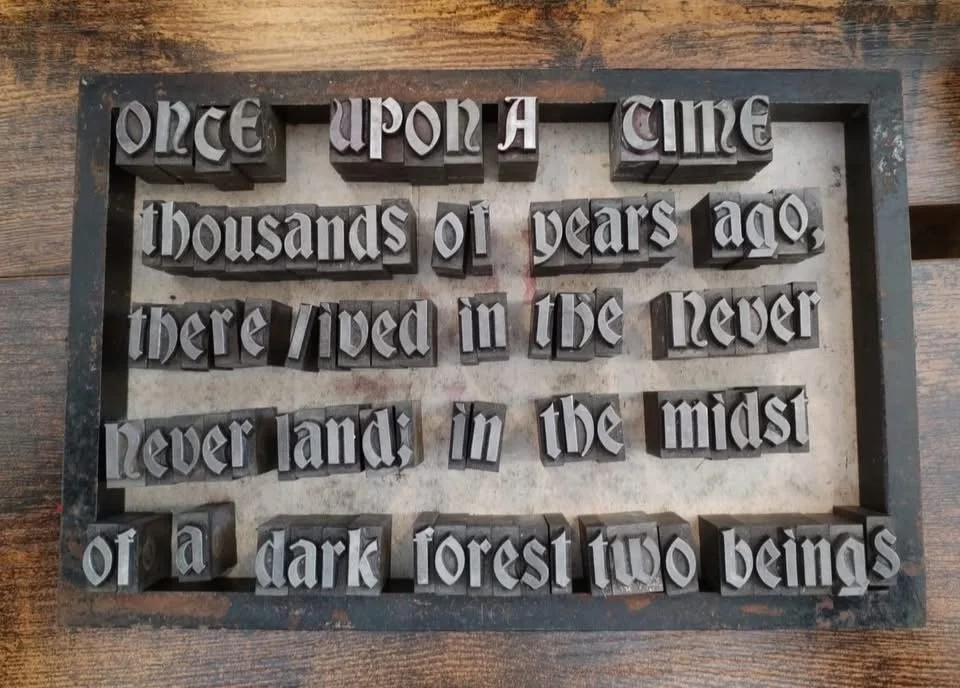 ONCE UPON A TIME
thousands of years ago,
there lived in the Never
Never land; in the midst
of a dark forest two beings